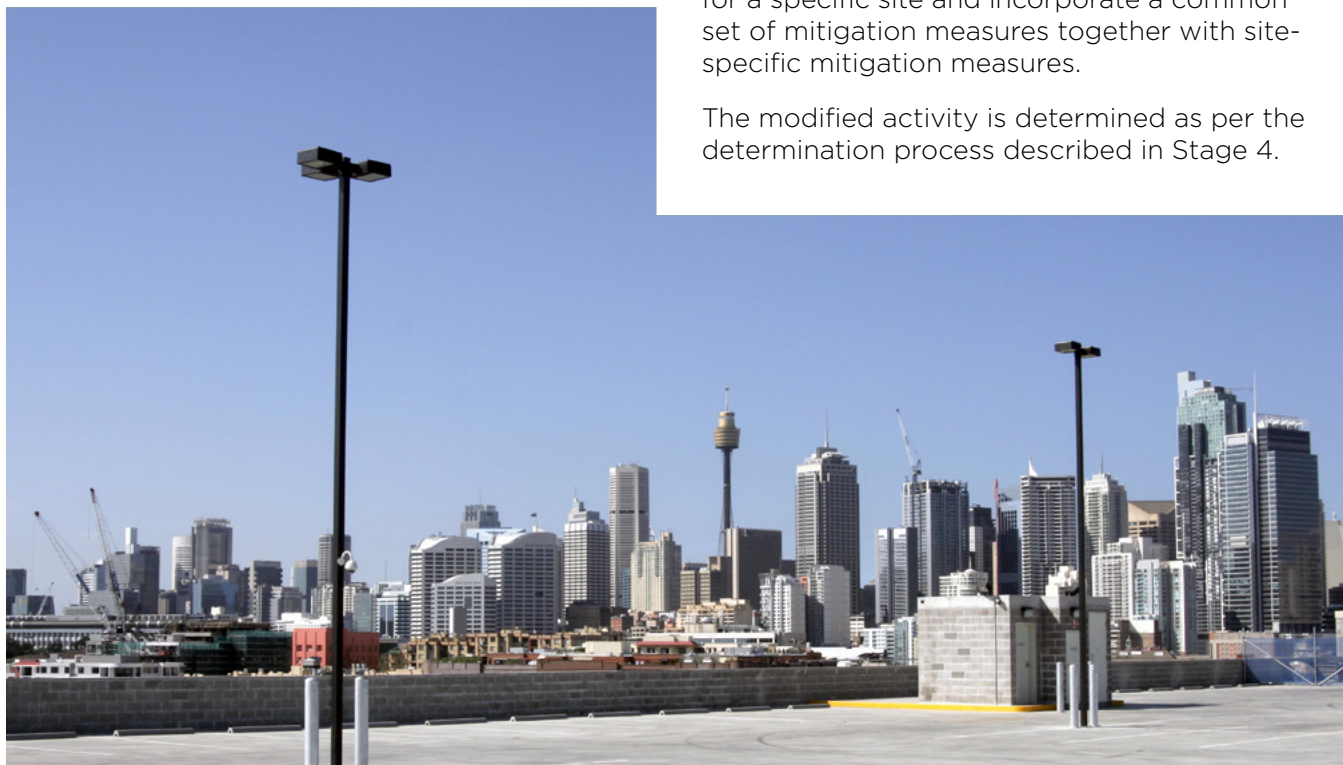 for a specific site and incorporate a common
set of mitigation measures together with site-
specific mitigation measures.
The modified activity is determined as per the
determination process described in Stage 4.